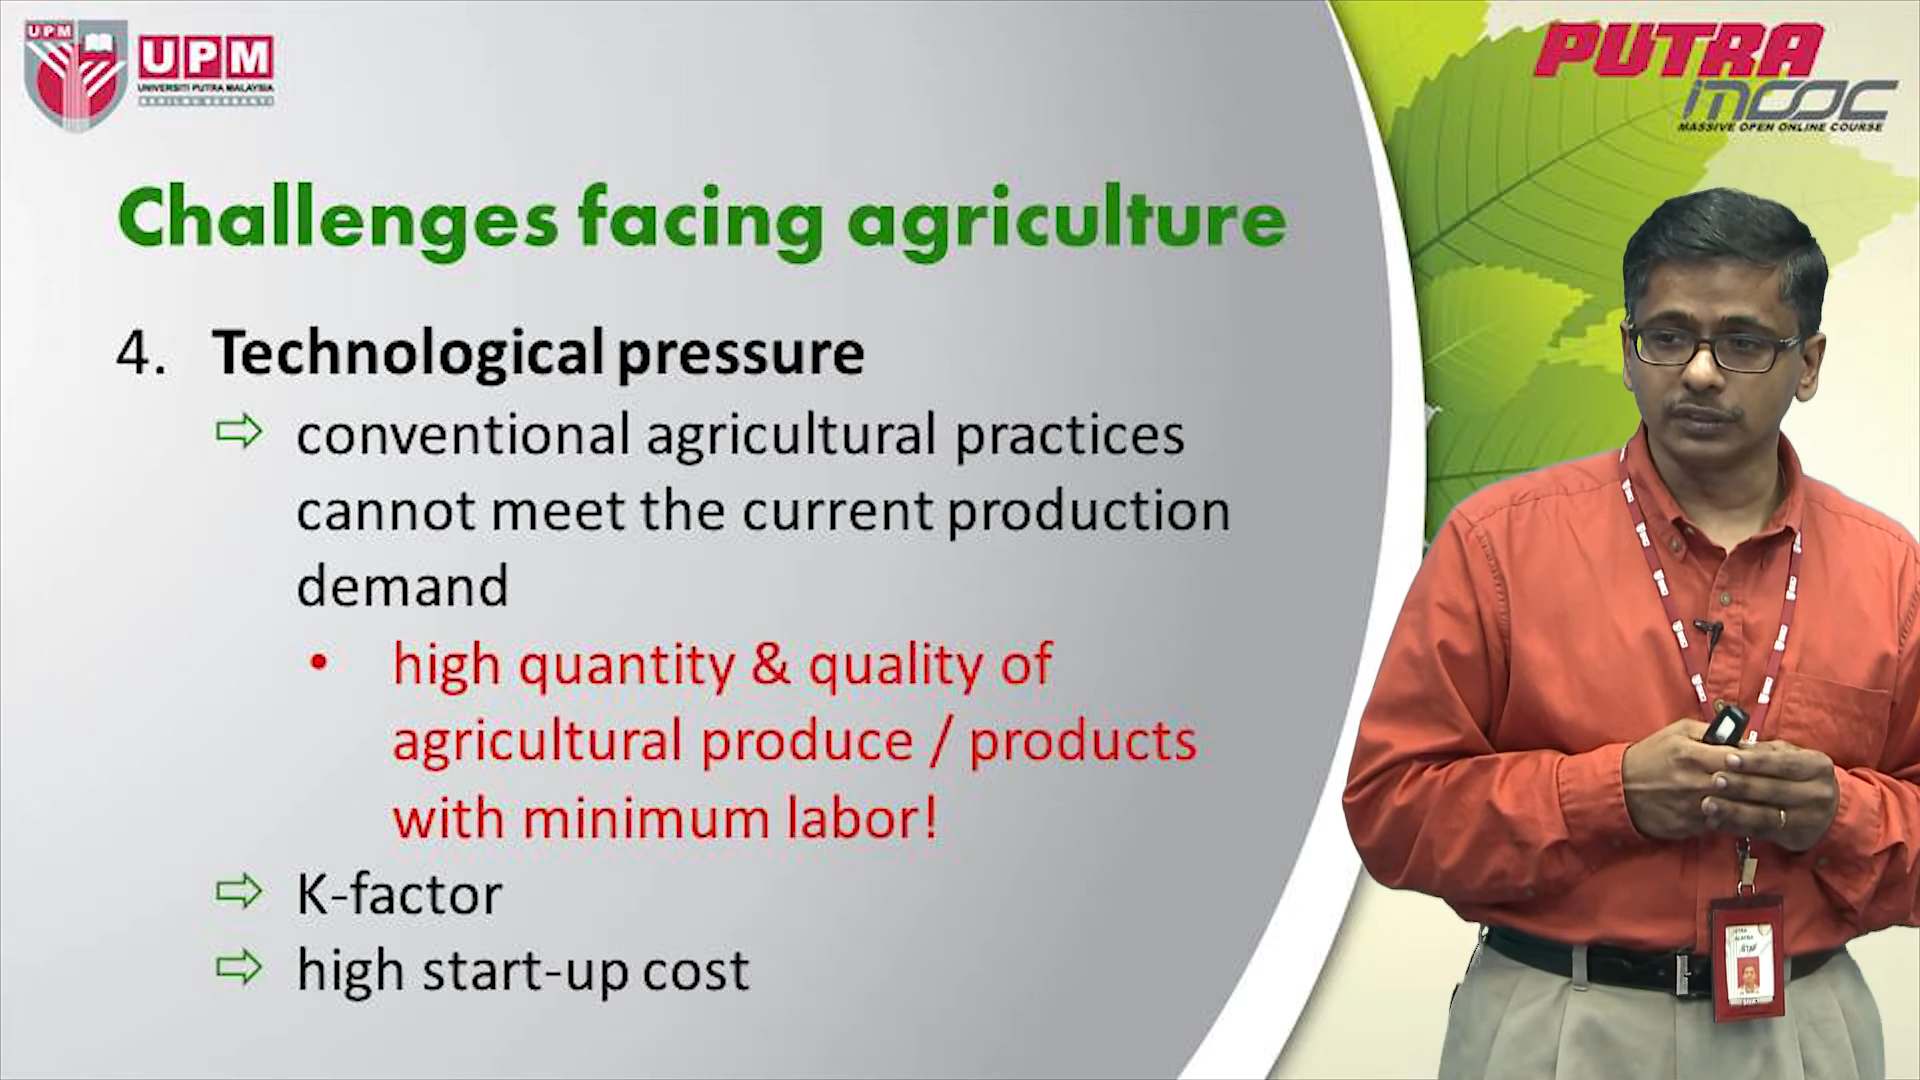 UPM
UPM
UNIVERSITI PUTRA MALAYSIA
PUTRA
mooc
MASSIVE OPEN ONLINE COURSE
Challenges facing agriculture
4. Technological pressure
⇨ conventional agricultural practices
cannot meet the current production
demand
• high quantity & quality of
agricultural produce / products
with minimum labor!
⇨ K-factor
⇨ high start-up cost